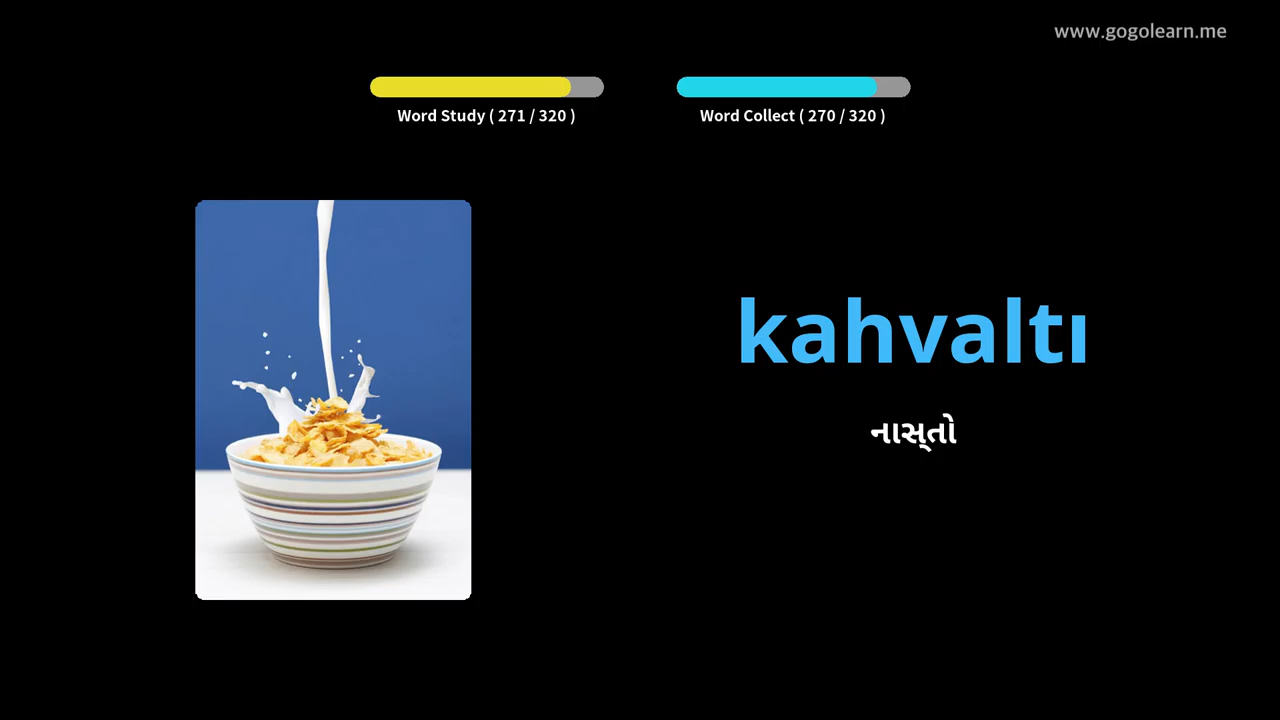 www.gogolearn.me
Word Study ( 271 / 320 )
Word Collect ( 270 / 320 )
kahvaltı
નાસ્તો